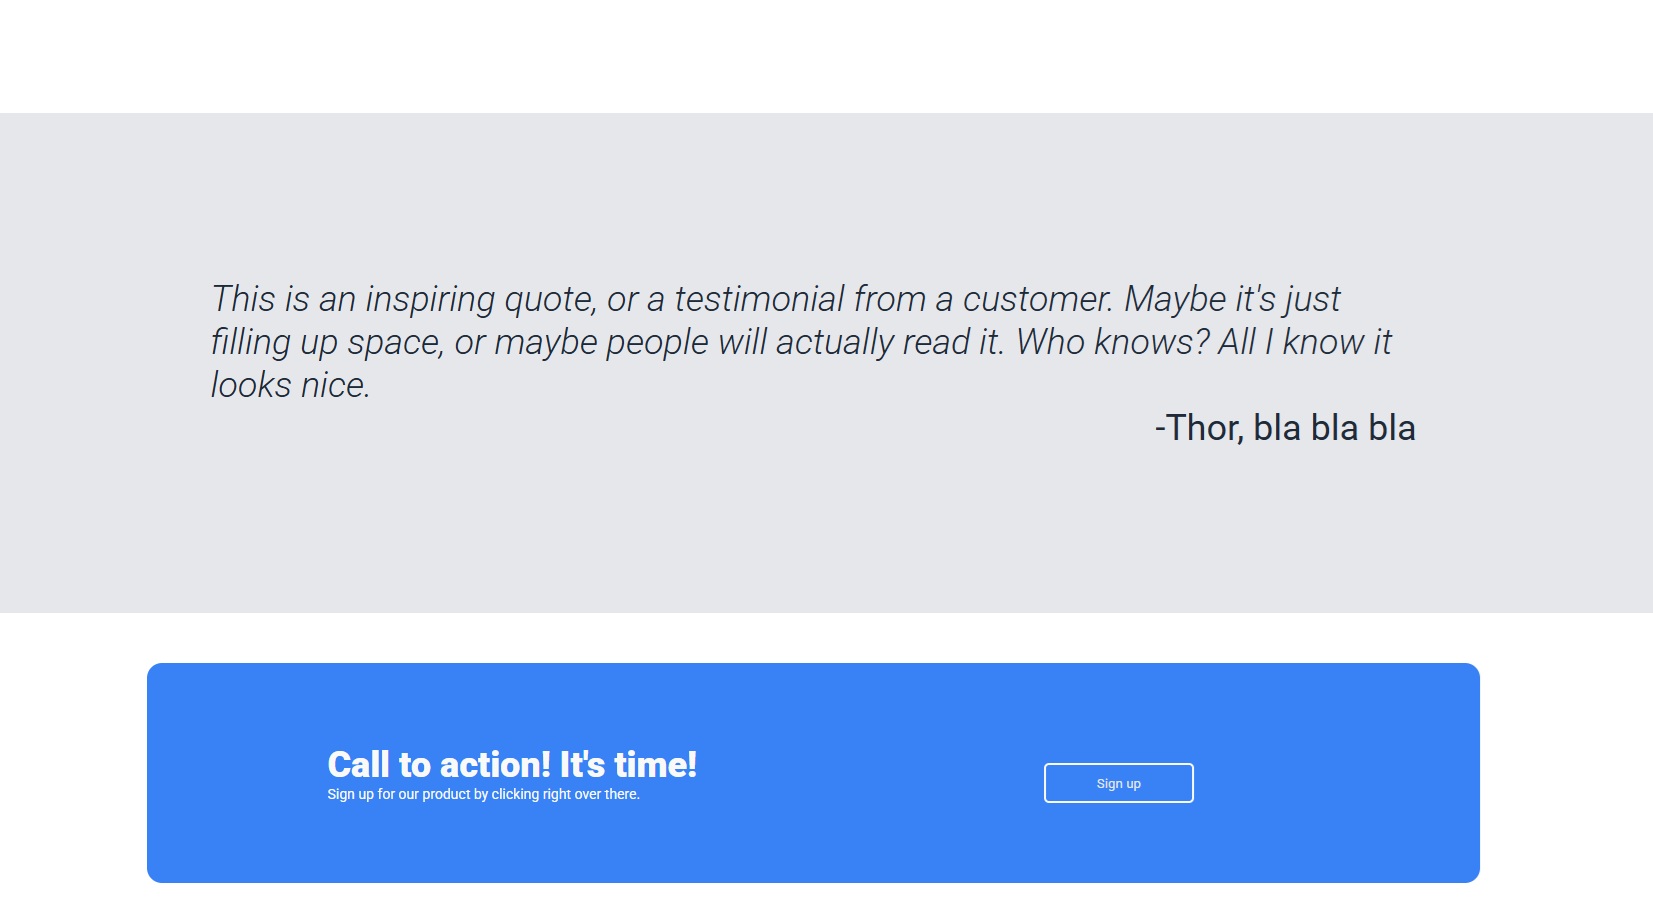 This is an inspiring quote, or a testimonial from a customer. Maybe it's just
filling up space, or maybe people will actually read it. Who knows? All I know it
looks nice.
-Thor, bla bla bla
Call to action! It's time!
Sign up for our product by clicking right over there.
Sign up